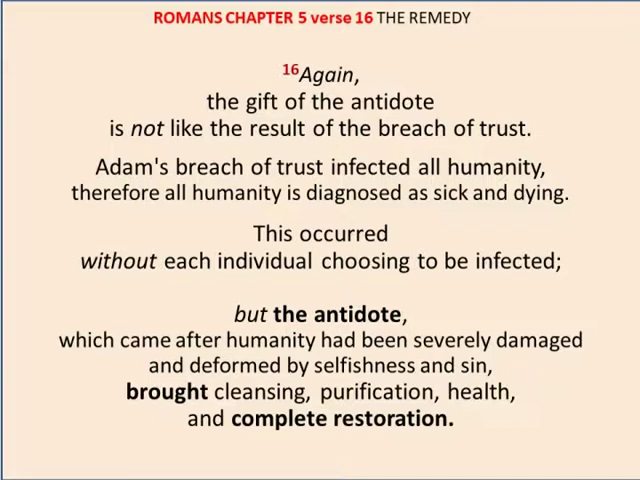 ROMANS CHAPTER 5 verse 16 THE REMEDY
16Again,
the gift of the antidote
is not like the result of the breach of trust.
Adam's breach of trust infected all humanity,
therefore all humanity is diagnosed as sick and dying.
This occurred
without each individual choosing to be infected;
but the antidote,
which came after humanity had been severely damaged
and deformed by selfishness and sin,
brought cleansing, purification, health,
and complete restoration.